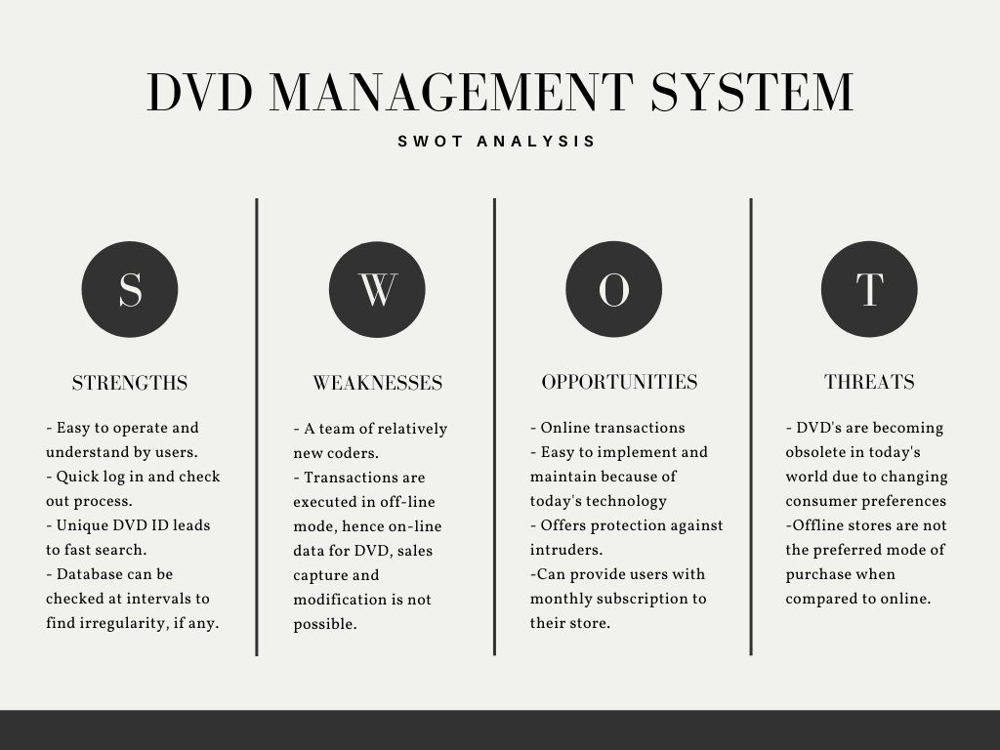 DVD MANAGEMENT SYSTEM
SWOT ANALYSIS
S
STRENGTHS
- Easy to operate and
understand by users.
- Quick log in and check
out process.
- Unique DVD ID leads
to fast search.
- Database can be
checked at intervals to
find irregularity, if any.
W
WEAKNESSES
- A team of relatively
new coders.
- Transactions are
executed in off-line
mode, hence on-line
data for DVD, sales
capture and
modification is not
possible.
O
OPPORTUNITIES
- Online transactions
- Easy to implement and
maintain because of
today's technology
- Offers protection against
intruders.
-Can provide users with
monthly subscription to
their store.
T
THREATS
- DVD's are becoming
obsolete in today's
world due to changing
consumer preferences
-Offline stores are not
the preferred mode of
purchase when
compared to online.